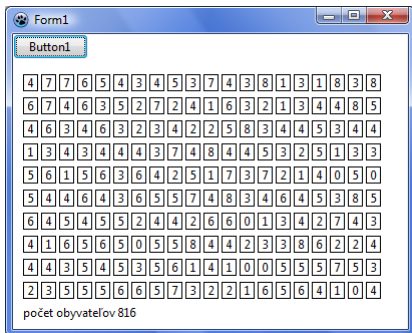 Form1
Button1
4 7 7 6 5 4 3 4 5 3 7 4 3 8 1 3 1 8 3 8
6 7 4 6 3 5 2 7 2 4 1 6 3 2 1 3 4 4 8 5
4 6 3 4 6 3 2 3 4 2 2 5 8 3 4 4 5 3 4 4
1 3 4 3 4 4 4 3 7 4 8 4 4 5 3 2 5 1 3 3
5 6 1 5 6 3 6 4 2 5 1 7 3 7 2 1 4 0 5 0
5 4 4 6 4 3 6 5 5 7 4 8 3 4 6 4 5 3 8 5
6 4 5 4 5 5 2 4 4 2 6 6 0 1 3 4 2 7 4 3
4 1 6 5 6 5 0 5 5 8 4 4 2 3 3 8 6 2 2 4
4 4 3 5 4 5 3 5 6 1 4 1 0 0 5 5 5 7 5 3
2 3 5 5 5 6 6 5 7 3 2 2 1 6 5 6 4 1 0 4
počet obyvateľov 816